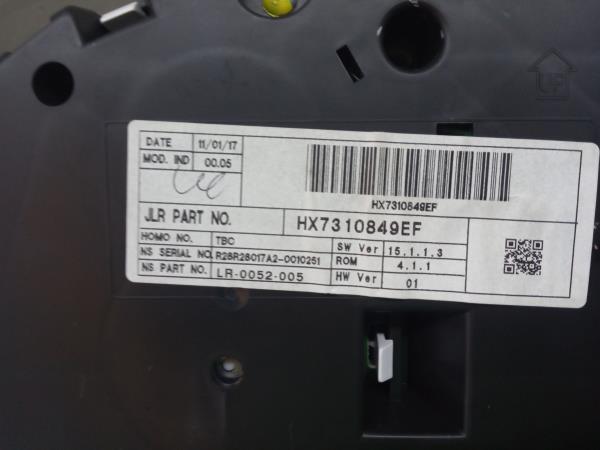 DATE 11/01/17
MOD. IND 00.05
HX7310849EF
JLR PART NO. HX7310849EF
HOMO NO. TBC SW Ver 15.1.1.3
NS SERIAL NO. R28R28017A2-0010251 ROM 4.1.1
NS PART NO. LR-0052-005 HW Ver 01